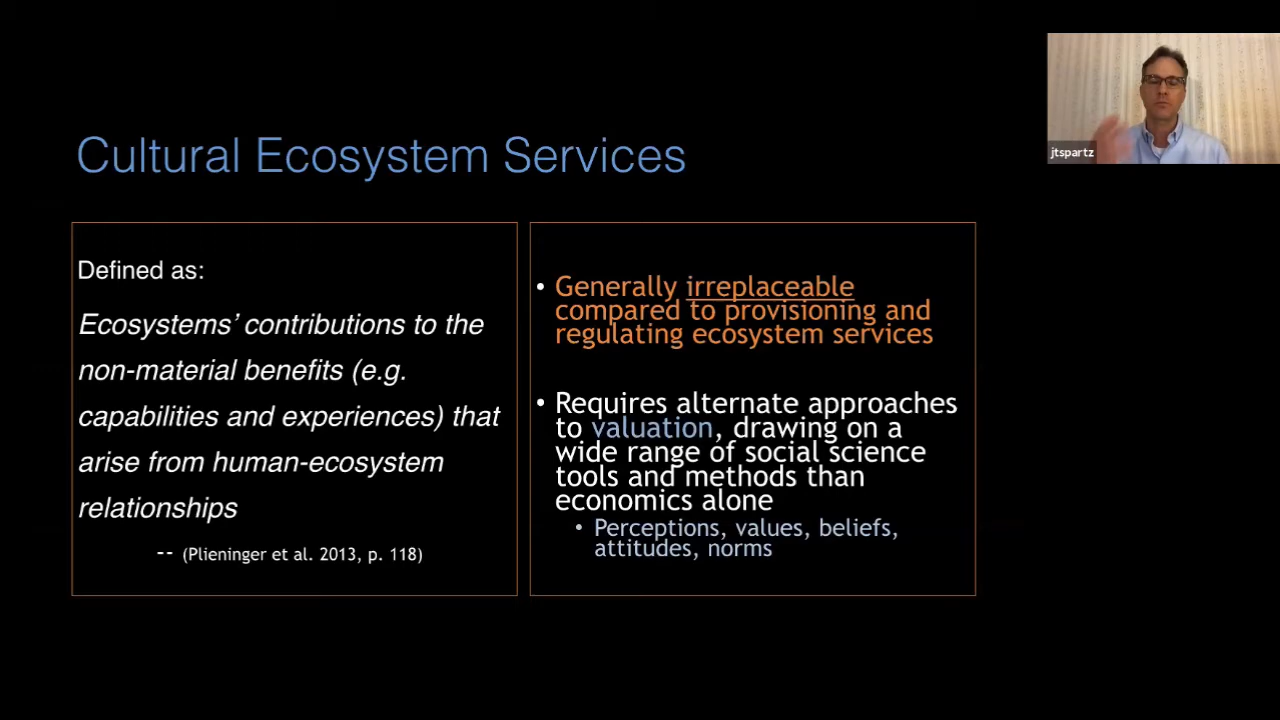 Cultural Ecosystem Services
Defined as:
Ecosystems’ contributions to the
non-material benefits (e.g.
capabilities and experiences) that
arise from human-ecosystem
relationships
-- (Plieninger et al. 2013, p. 118)
• Generally irreplaceable
compared to provisioning and
regulating ecosystem services
• Requires alternate approaches
to valuation, drawing on a
wide range of social science
tools and methods than
economics alone
• Perceptions, values, beliefs,
attitudes, norms
jtspartz